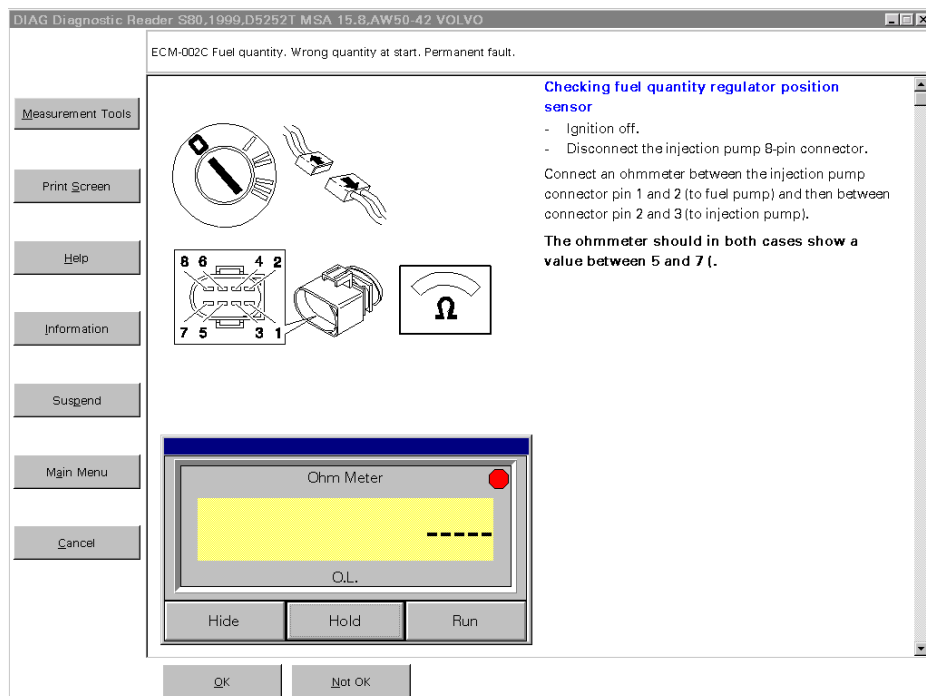 DIAG Diagnostic Reader S80,1999,D5252T MSA 15.8,AW50-42 VOLVO
ECM-002C Fuel quantity. Wrong quantity at start. Permanent fault.
Measurement Tools
Print Screen
Help
Information
Suspend
Main Menu
Cancel
0
I
8 6 4 2
7 5 3 1
Ω
Checking fuel quantity regulator position
sensor
- Ignition off.
- Disconnect the injection pump 8-pin connector.
Connect an ohmmeter between the injection pump
connector pin 1 and 2 (to fuel pump) and then between
connector pin 2 and 3 (to injection pump).
The ohmmeter should in both cases show a
value between 5 and 7 (.
Ohm Meter
-----
O.L.
Hide Hold Run
OK Not OK